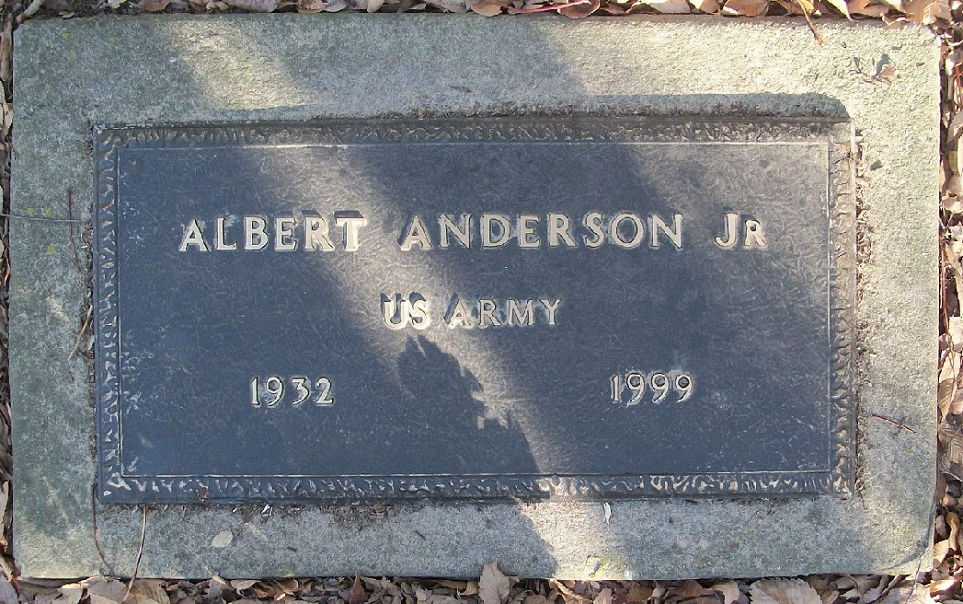 ALBERT ANDERSON JR
US ARMY
1932 1999